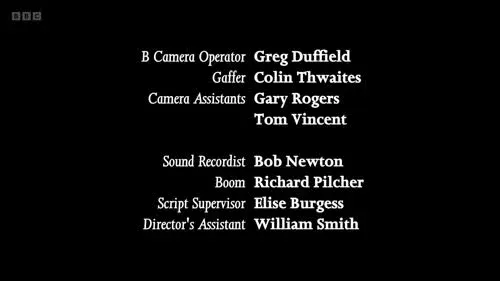 BBC
B Camera Operator Greg Duffield
Gaffer Colin Thwaites
Camera Assistants Gary Rogers
Tom Vincent
Sound Recordist Bob Newton
Boom Richard Pilcher
Script Supervisor Elise Burgess
Director's Assistant William Smith